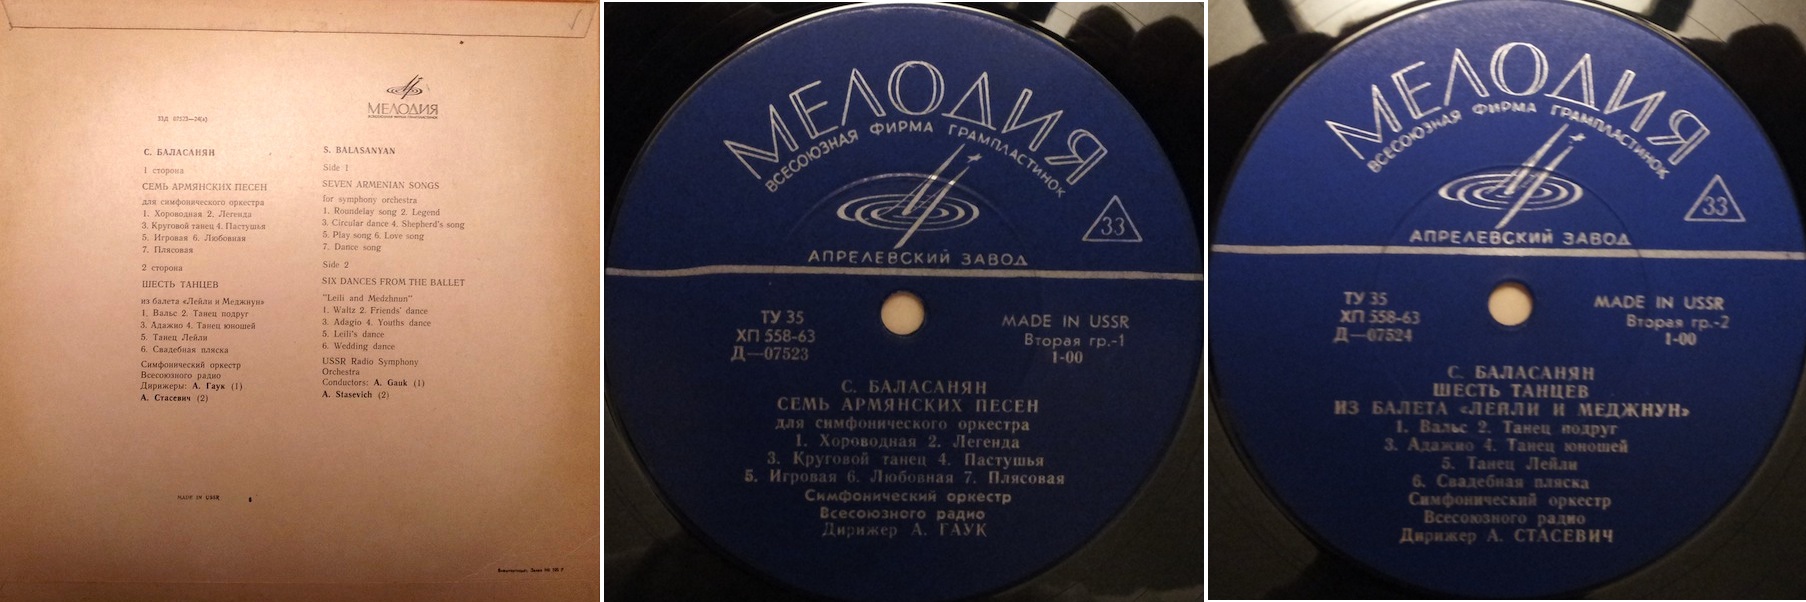 МЕЛОДИЯ
ВСЕСОЮЗНАЯ ФИРМА ГРАМПЛАСТИНОК
33Д 07523—24(а)
С. БАЛАСАНЯН
1 сторона
СЕМЬ АРМЯНСКИХ ПЕСЕН
для симфонического оркестра
1. Хороводная 2. Легенда
3. Круговой танец 4. Пастушья
5. Игровая 6. Любовная
7. Плясовая
2 сторона
ШЕСТЬ ТАНЦЕВ
из балета «Лейли и Меджнун»
1. Вальс 2. Танец подруг
3. Адажио 4. Танец юношей
5. Танец Лейли
6. Свадебная пляска
Симфонический оркестр
Всесоюзного радио
Дирижеры: А. Гаук (1)
А. Стасевич (2)
S. BALASANYAN
Side 1
SEVEN ARMENIAN SONGS
for symphony orchestra
1. Roundelay song 2. Legend
3. Circular dance 4. Shepherd's song
5. Play song 6. Love song
7. Dance song
Side 2
SIX DANCES FROM THE BALLET
"Leili and Medzhnun"
1. Waltz 2. Friends' dance
3. Adagio 4. Youths dance
5. Leili's dance
6. Wedding dance
USSR Radio Symphony
Orchestra
Conductors: A. Gauk (1)
A. Stasevich (2)
MADE IN USSR
МЕЛОДИЯ
ВСЕСОЮЗНАЯ ФИРМА ГРАМПЛАСТИНОК
33
АПРЕЛЕВСКИЙ ЗАВОД
ТУ 35
ХП 558-63
Д—07523
MADE IN USSR
Вторая гр.-1
1-00
С. БАЛАСАНЯН
СЕМЬ АРМЯНСКИХ ПЕСЕН
для симфонического оркестра
1. Хороводная 2. Легенда
3. Круговой танец 4. Пастушья
5. Игровая 6. Любовная 7. Плясовая
Симфонический оркестр
Всесоюзного радио
Дирижер А. ГАУК
МЕЛОДИЯ
ВСЕСОЮЗНАЯ ФИРМА ГРАМПЛАСТИНОК
33
АПРЕЛЕВСКИЙ ЗАВОД
ТУ 35
ХП 558-63
Д—07524
MADE IN USSR
Вторая гр.-2
1-00
С. БАЛАСАНЯН
ШЕСТЬ ТАНЦЕВ
ИЗ БАЛЕТА «ЛЕЙЛИ И МЕДЖНУН»
1. Вальс 2. Танец подруг
3. Адажио 4. Танец юношей
5. Танец Лейли
6. Свадебная пляска
Симфонический оркестр
Всесоюзного радио
Дирижер А. СТАСЕВИЧ